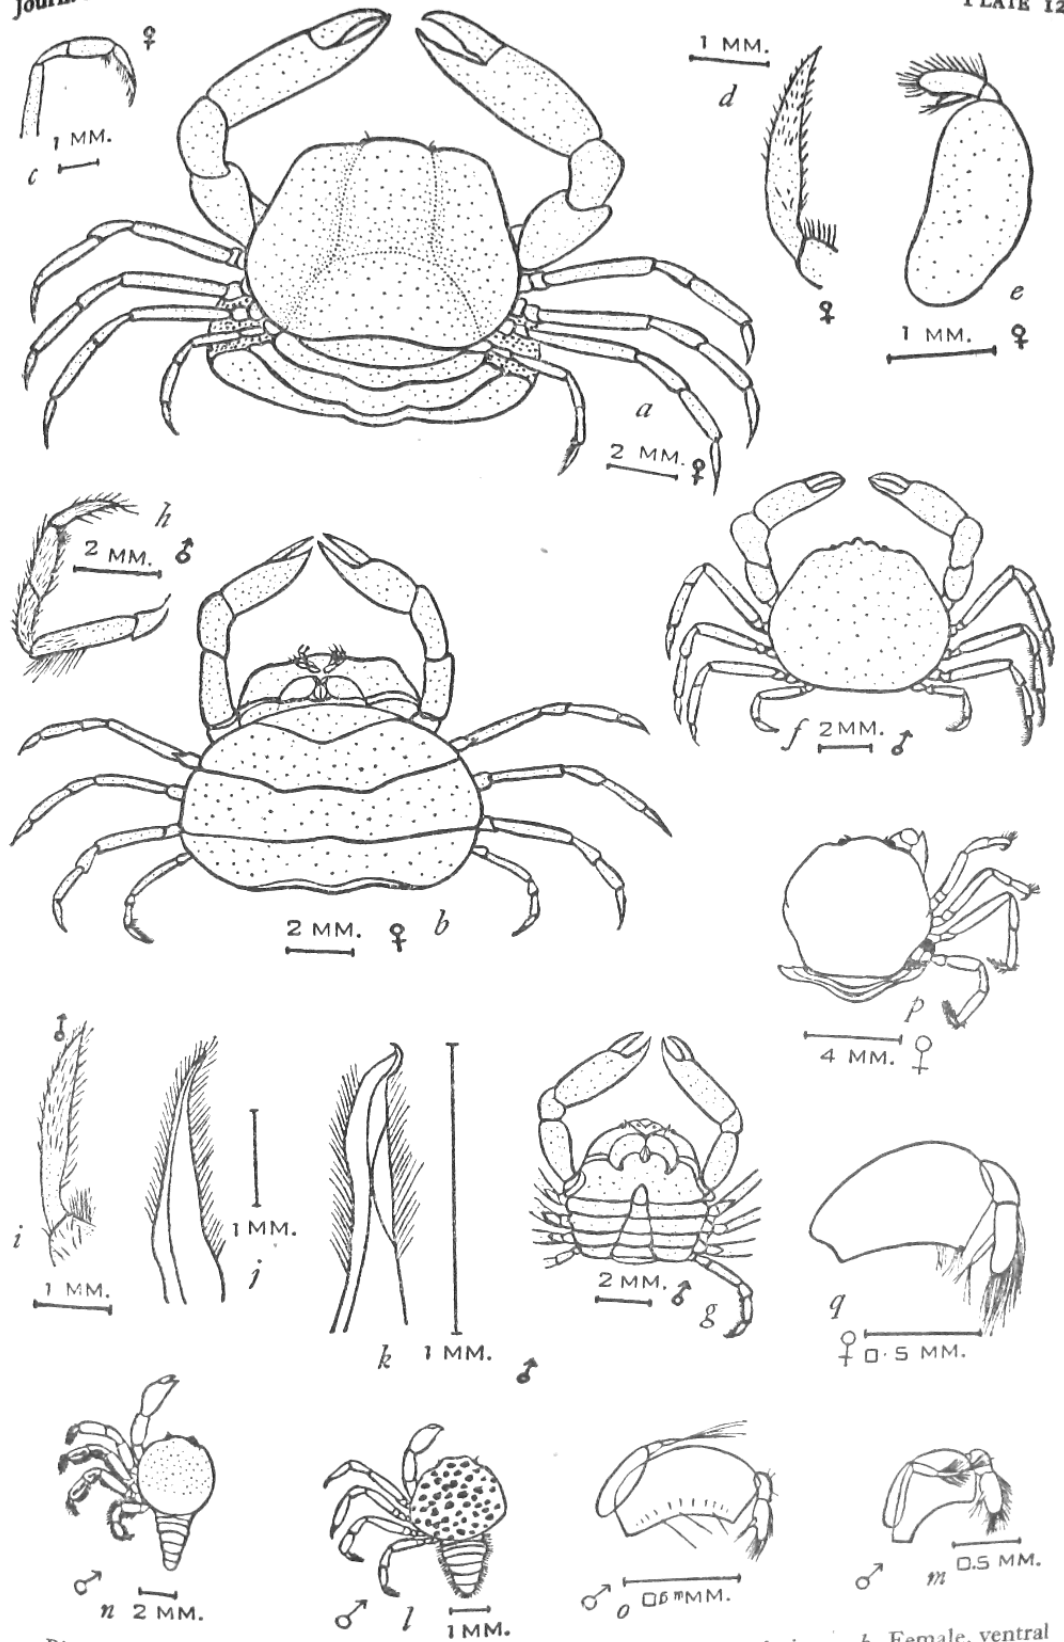 Journ.
PLATE 12
♀
1 MM.
c
1 MM.
d
♀
e
1 MM. ♀
a
2 MM. ♀
h
2 MM. ♂
f 2 MM. ♂
2 MM. ♀ b
p
4 MM. ♀
♂
i
1 MM.
1 MM.
j
k 1 MM. ♂
2 MM. ♂ g
q
♀ 0·5 MM.
♂ n 2 MM.
♂ l 1 MM.
♂ o MM.
♂ m 0.5 MM.
b. Female, ventral